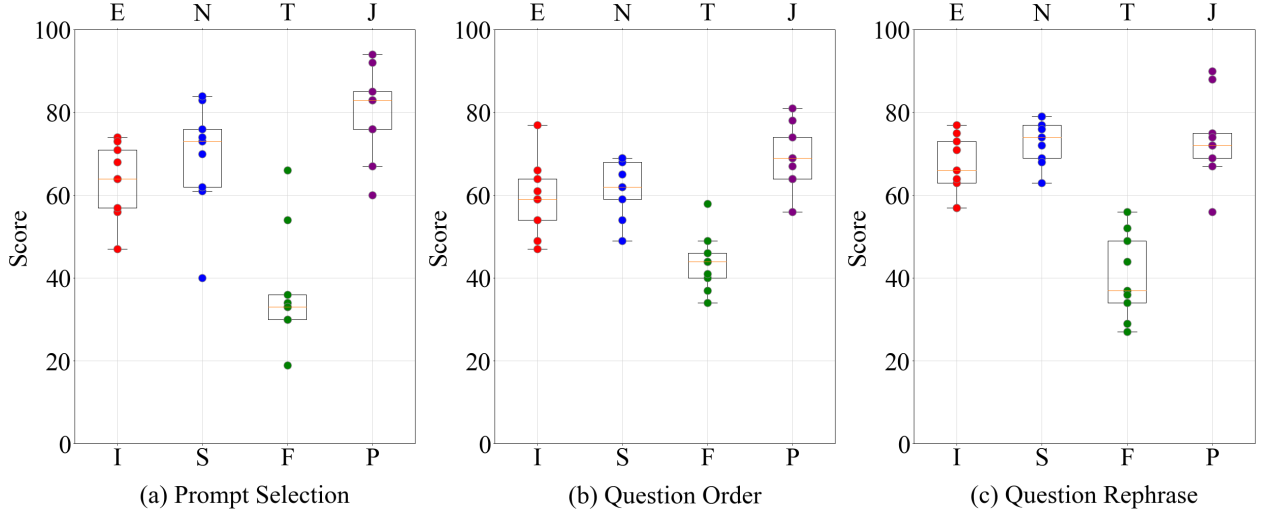 E N T J
E N T J
E N T J
Score
100
80
60
40
20
0
I S F P
(a) Prompt Selection
Score
100
80
60
40
20
0
I S F P
(b) Question Order
Score
100
80
60
40
20
0
I S F P
(c) Question Rephrase